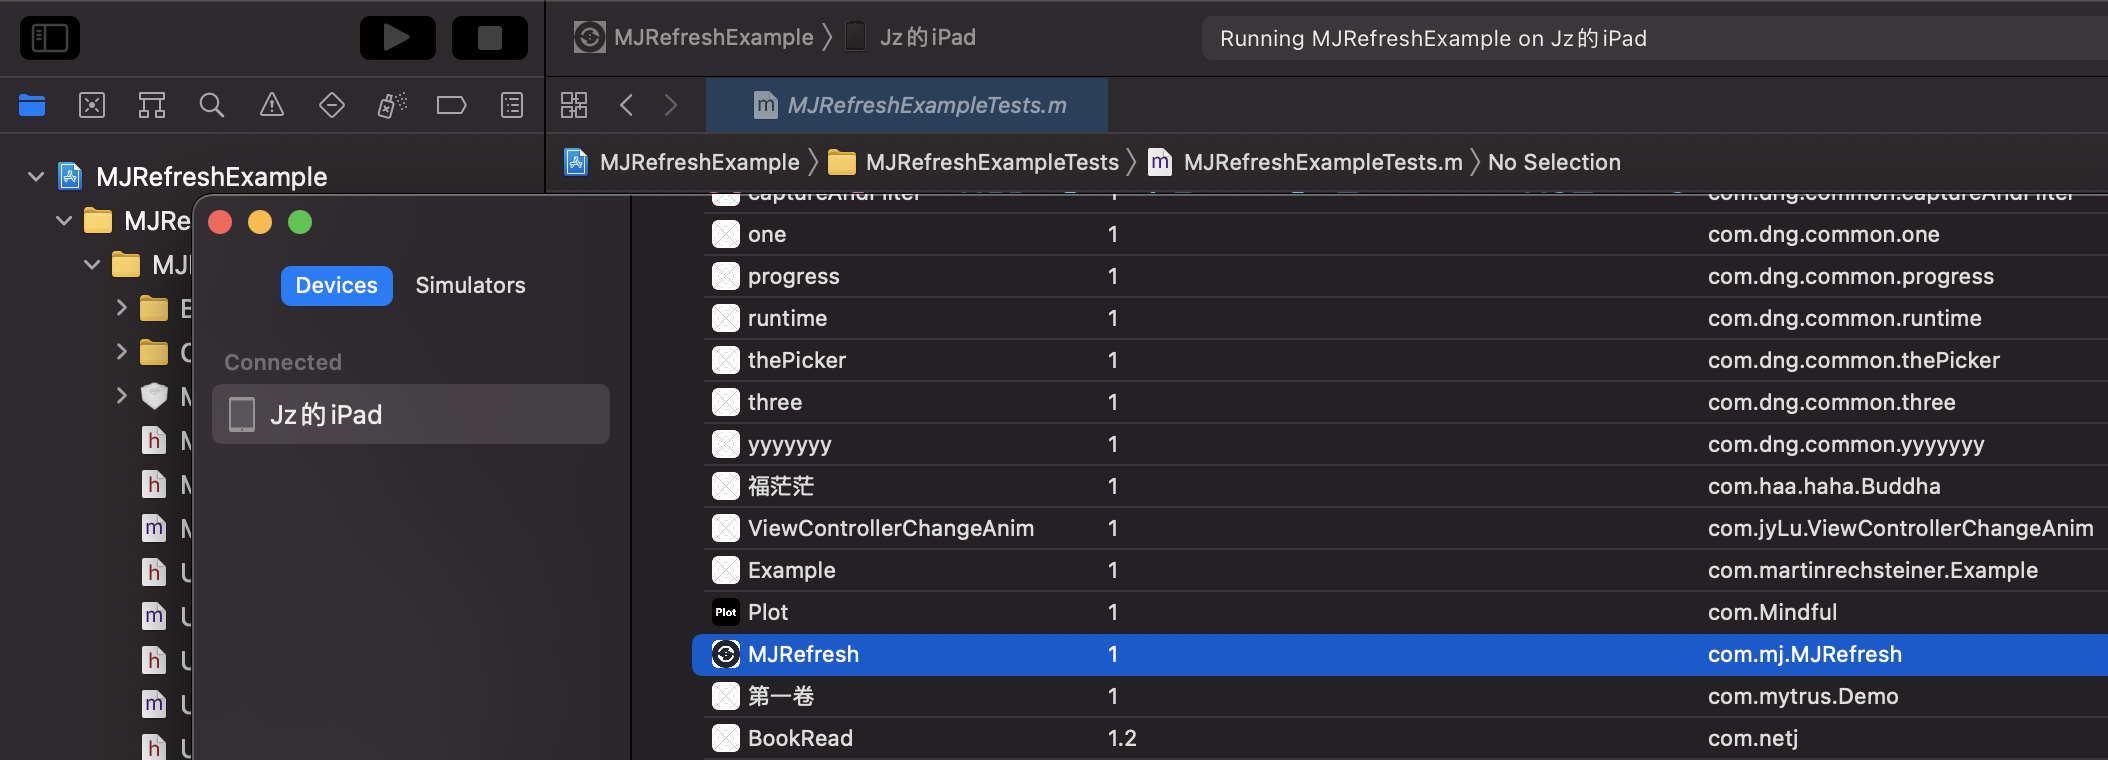 MJRefreshExample 〉 Jz的iPad
Running MJRefreshExample on Jz的iPad
m MJRefreshExampleTests.m
MJRefreshExample 〉 MJRefreshExampleTests 〉 m MJRefreshExampleTests.m 〉 No Selection
MJRefreshExample
MJRe
MJ
Devices Simulators
Connected
Jz的iPad
captureAndFilter 1 com.dng.common.captureAndFilter
one 1 com.dng.common.one
progress 1 com.dng.common.progress
runtime 1 com.dng.common.runtime
thePicker 1 com.dng.common.thePicker
three 1 com.dng.common.three
yyyyyyy 1 com.dng.common.yyyyyyy
福茫茫 1 com.haa.haha.Buddha
ViewControllerChangeAnim 1 com.jyLu.ViewControllerChangeAnim
Example 1 com.martinrechsteiner.Example
Plot Plot 1 com.Mindful
MJRefresh 1 com.mj.MJRefresh
第一卷 1 com.mytrus.Demo
BookRead 1.2 com.netj